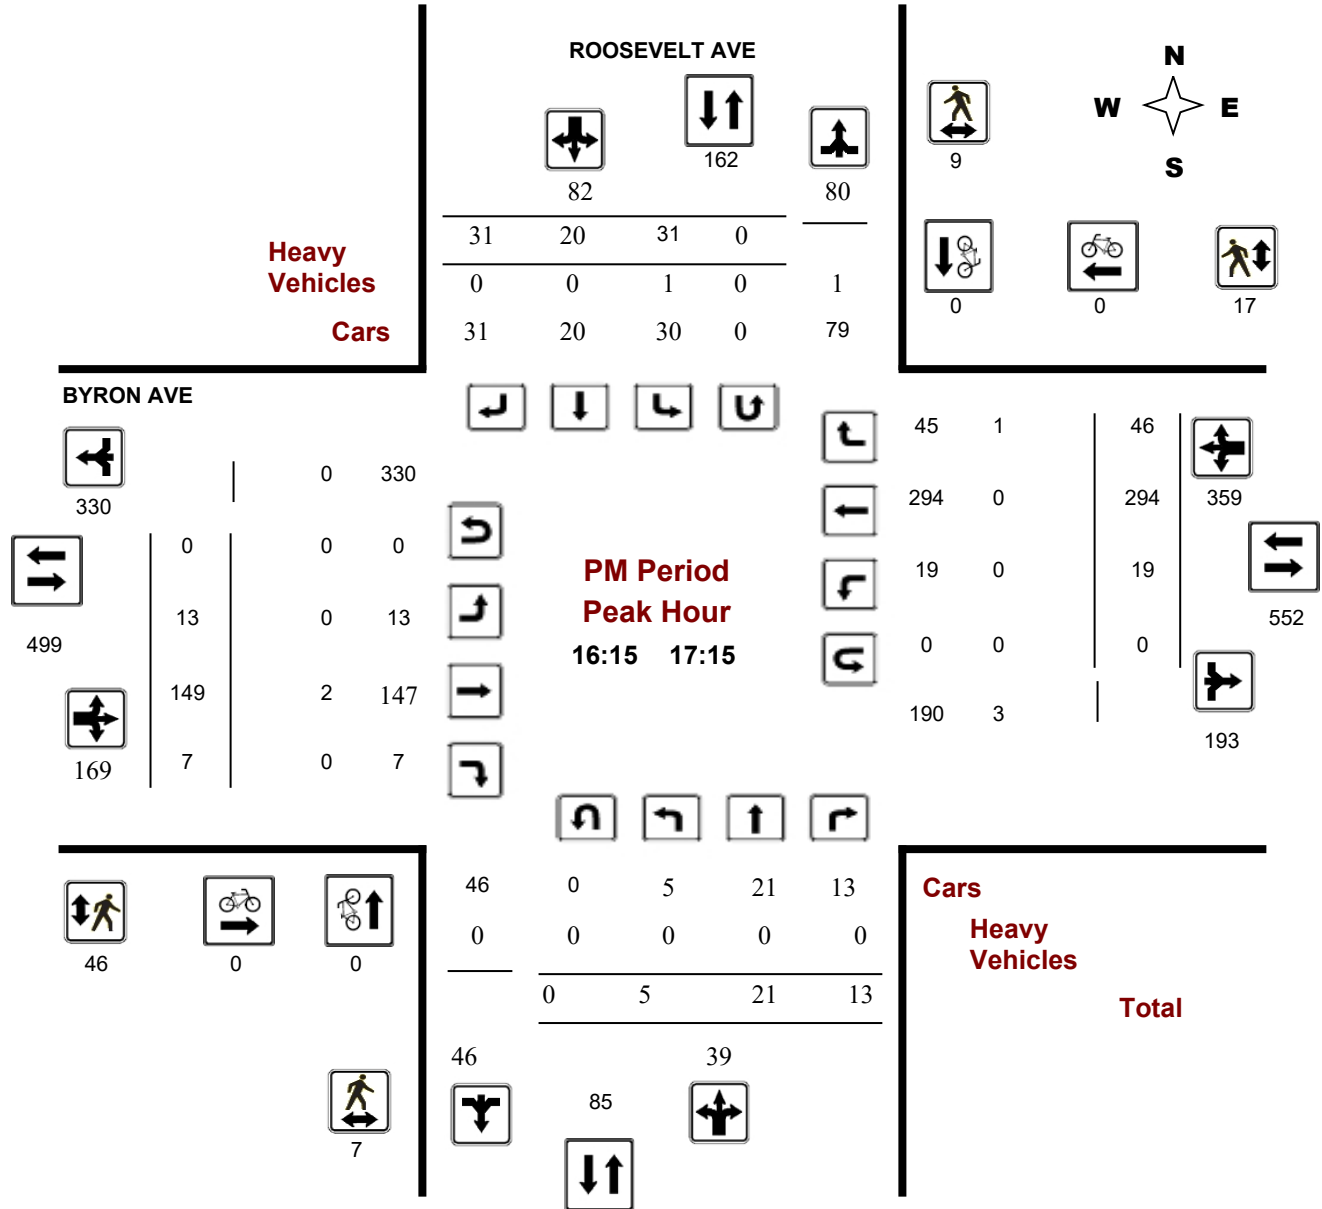 ROOSEVELT AVE
N
W E
S
162
9
82 80
31 20 31 0
Heavy
Vehicles
0 0 1 0 1
0 0 17
Cars
31 20 30 0 79
BYRON AVE
45 1 46
0 330
330
294 0 294 359
0 0 0
PM Period
19 0 19
Peak Hour
13 0 13
552
499
16:15 17:15
0 0 0
149 2 147
190 3
193
169 7 0 7
46 0 5 21 13
Cars
0 0 0 0 0
Heavy
Vehicles
46 0 0
0 5 21 13
Total
46 39
85
7